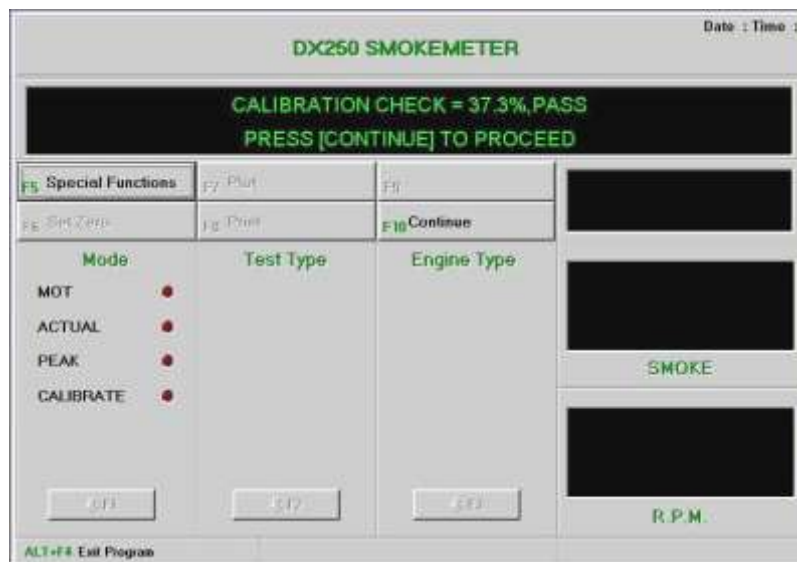 Date : Time :
DX250 SMOKEMETER
CALIBRATION CHECK = 37.3%,PASS
PRESS [CONTINUE] TO PROCEED
F5 Special Functions
F7 Plot
F9
F6 Set Zero
F8 Print
F10 Continue
Mode
Test Type
Engine Type
MOT
ACTUAL
PEAK
CALIBRATE
SMOKE
R.P.M.
ALT+F4 Exit Program